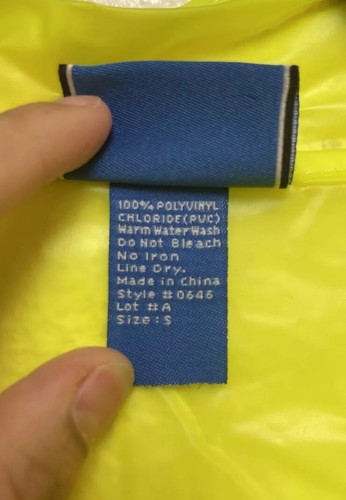 100% POLYVINYL
CHLORIDE(PVC)
Warm Water Wash
Do Not Bleach
No Iron
Line Dry.
Made in China
Style #0646
Lot #A
Size:S